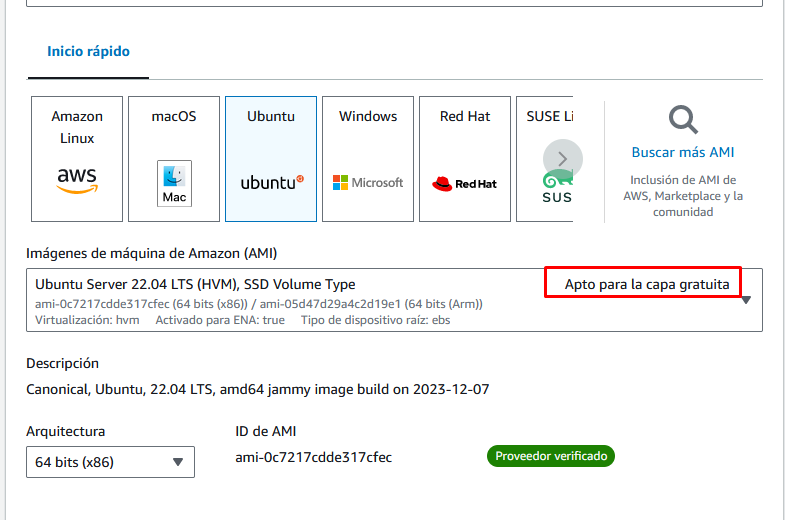 Inicio rápido
Amazon
Linux
aws
macOS
Mac
Ubuntu
ubuntu
Windows
Microsoft
Red Hat
Red Hat
SUSE Li
SUS
Buscar más AMI
Inclusión de AMI de
AWS, Marketplace y la
comunidad
Imágenes de máquina de Amazon (AMI)
Ubuntu Server 22.04 LTS (HVM), SSD Volume Type
Apto para la capa gratuita
ami-0c7217cdde317cfec (64 bits (x86)) / ami-05d47d29a4c2d19e1 (64 bits (Arm))
Virtualización: hvm Activado para ENA: true Tipo de dispositivo raíz: ebs
Descripción
Canonical, Ubuntu, 22.04 LTS, amd64 jammy image build on 2023-12-07
Arquitectura
ID de AMI
64 bits (x86)
ami-0c7217cdde317cfec
Proveedor verificado